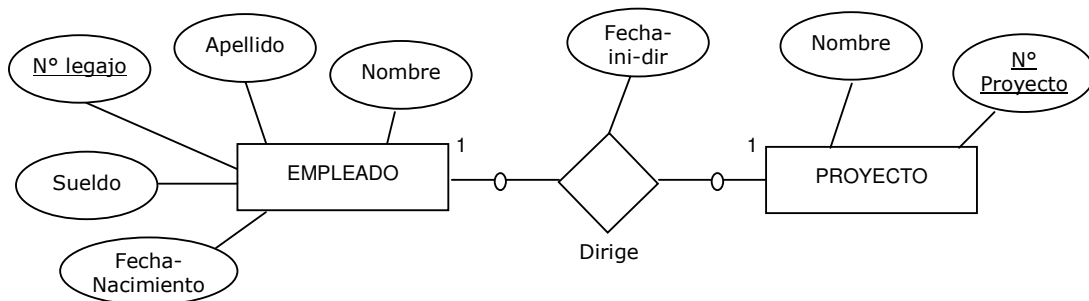 Apellido
Fecha-
ini-dir
Nombre
N° legajo
Nombre
N°
Proyecto
1
1
EMPLEADO
PROYECTO
Sueldo
Dirige
Fecha-
Nacimiento